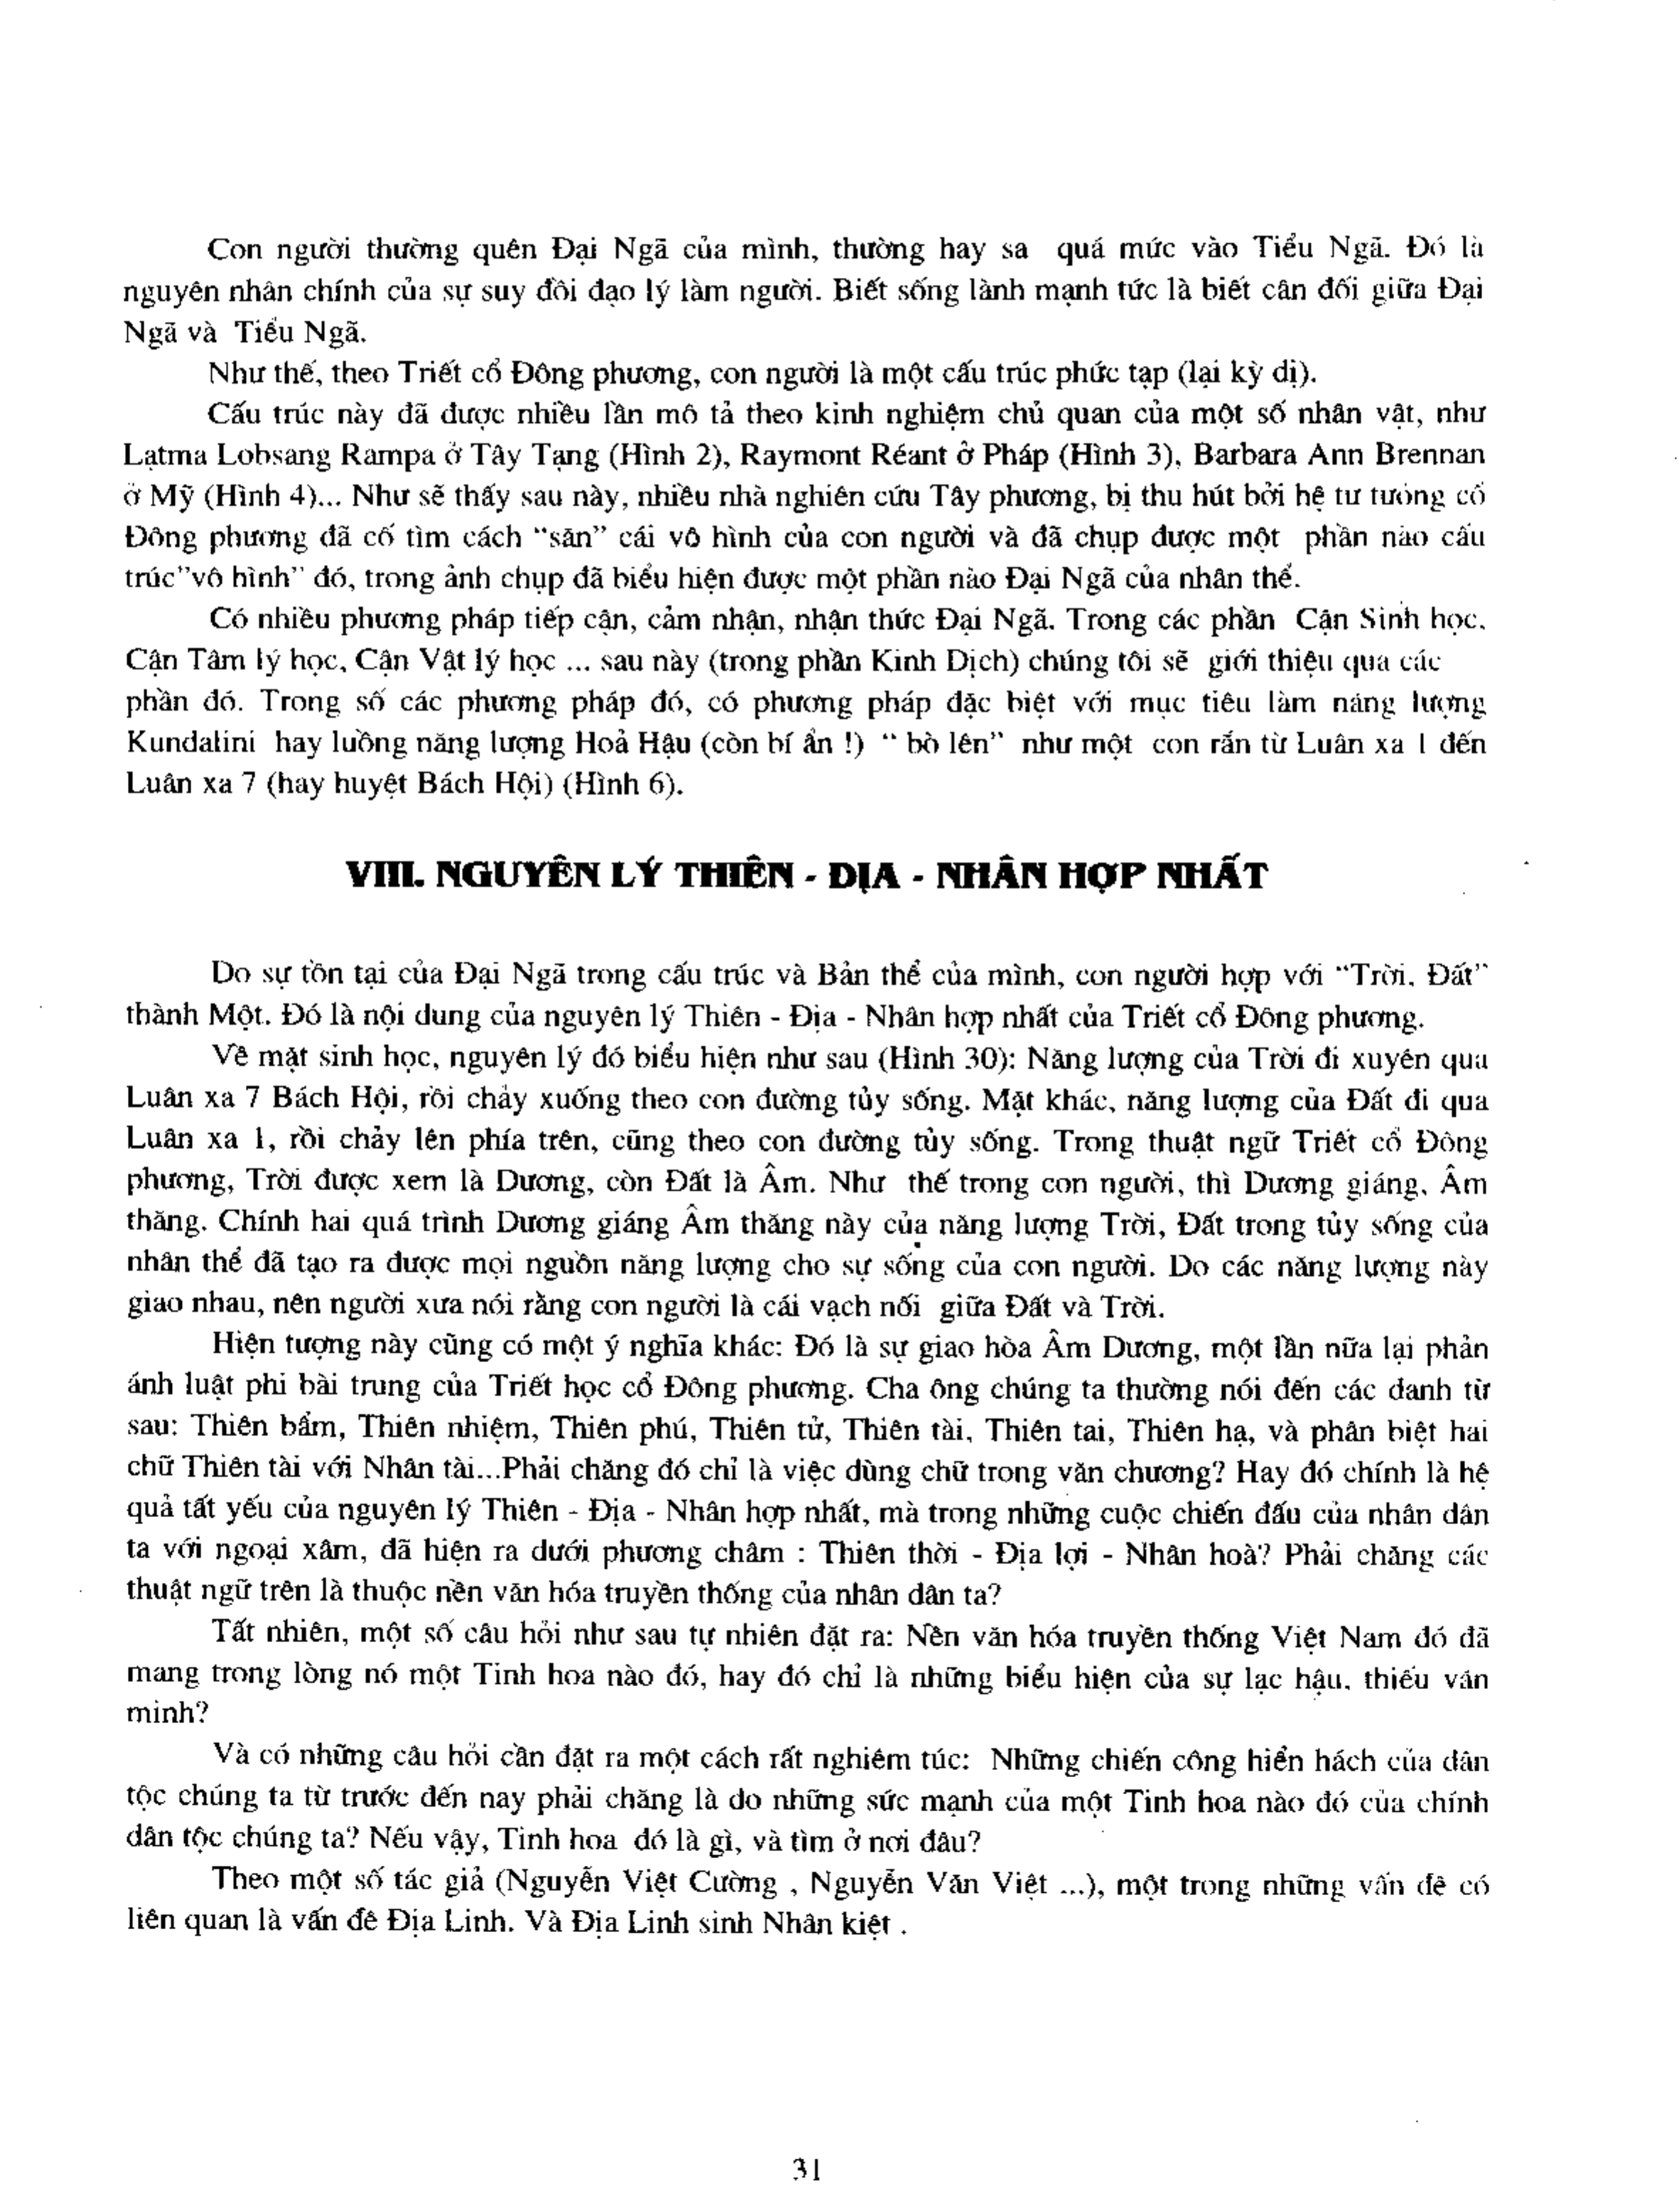 Con người thường quên Đại Ngã của mình, thường hay sa quá mức vào Tiểu Ngã. Đó là
nguyên nhân chính của sự suy đồi đạo lý làm người. Biết sống lành mạnh tức là biết cân đối giữa Đại
Ngã và Tiểu Ngã.
Như thế, theo Triết cổ Đông phương, con người là một cấu trúc phức tạp (lại kỳ dị).
Cấu trúc này đã được nhiều lần mô tả theo kinh nghiệm chủ quan của một số nhân vật, như
Lạtma Lobsang Rampa ở Tây Tạng (Hình 2), Raymont Réant ở Pháp (Hình 3), Barbara Ann Brennan
ở Mỹ (Hình 4)... Như sẽ thấy sau này, nhiều nhà nghiên cứu Tây phương, bị thu hút bởi hệ tư tưởng cổ
Đông phương đã cố tìm cách “săn” cái vô hình của con người và đã chụp được một phần nào cấu
trúc”vô hình” đó, trong ảnh chụp đã biểu hiện được một phần nào Đại Ngã của nhân thể.
Có nhiều phương pháp tiếp cận, cảm nhận, nhận thức Đại Ngã. Trong các phần Cận Sinh học,
Cận Tâm lý học, Cận Vật lý học ... sau này (trong phần Kinh Dịch) chúng tôi sẽ giới thiệu qua các
phần đó. Trong số các phương pháp đó, có phương pháp đặc biệt với mục tiêu làm năng lượng
Kundalini hay luồng năng lượng Hoả Hậu (còn bí ẩn !) “ bò lên” như một con rắn từ Luân xa 1 đến
Luân xa 7 (hay huyệt Bách Hội) (Hình 6).
VIII. NGUYÊN LÝ THIÊN - ĐỊA - NHÂN HỢP NHẤT
Do sự tồn tại của Đại Ngã trong cấu trúc và Bản thể của mình, con người hợp với “Trời, Đất”
thành Một. Đó là nội dung của nguyên lý Thiên - Địa - Nhân hợp nhất của Triết cổ Đông phương.
Về mặt sinh học, nguyên lý đó biểu hiện như sau (Hình 30): Năng lượng của Trời đi xuyên qua
Luân xa 7 Bách Hội, rồi chảy xuống theo con đường tủy sống. Mặt khác, năng lượng của Đất đi qua
Luân xa 1, rồi chảy lên phía trên, cũng theo con đường tủy sống. Trong thuật ngữ Triết cổ Đông
phương, Trời được xem là Dương, còn Đất là Âm. Như thế trong con người, thì Dương giáng, Âm
thăng. Chính hai quá trình Dương giáng Âm thăng này của năng lượng Trời, Đất trong tủy sống của
nhân thể đã tạo ra được mọi nguồn năng lượng cho sự sống của con người. Do các năng lượng này
giao nhau, nên người xưa nói rằng con người là cái vạch nối giữa Đất và Trời.
Hiện tượng này cũng có một ý nghĩa khác: Đó là sự giao hòa Âm Dương, một lần nữa lại phản
ánh luật phi bài trung của Triết học cổ Đông phương. Cha ông chúng ta thường nói đến các danh từ
sau: Thiên bẩm, Thiên nhiệm, Thiên phú, Thiên tử, Thiên tài, Thiên tai, Thiên hạ, và phân biệt hai
chữ Thiên tài với Nhân tài...Phải chăng đó chỉ là việc dùng chữ trong văn chương? Hay đó chính là hệ
quả tất yếu của nguyên lý Thiên - Địa - Nhân hợp nhất, mà trong những cuộc chiến đấu của nhân dân
ta với ngoại xâm, đã hiện ra dưới phương châm : Thiên thời - Địa lợi - Nhân hoà? Phải chăng các
thuật ngữ trên là thuộc nền văn hóa truyền thống của nhân dân ta?
Tất nhiên, một số câu hỏi như sau tự nhiên đặt ra: Nền văn hóa truyền thống Việt Nam đó đã
mang trong lòng nó một Tinh hoa nào đó, hay đó chỉ là những biểu hiện của sự lạc hậu, thiếu văn
minh?
Và có những câu hỏi cần đặt ra một cách rất nghiêm túc: Những chiến công hiển hách của dân
tộc chúng ta từ trước đến nay phải chăng là do những sức mạnh của một Tinh hoa nào đó của chính
dân tộc chúng ta? Nếu vậy, Tinh hoa đó là gì, và tìm ở nơi đâu?
Theo một số tác giả (Nguyễn Việt Cường , Nguyễn Văn Việt ...), một trong những vấn đề có
liên quan là vấn đề Địa Linh. Và Địa Linh sinh Nhân kiệt .
31